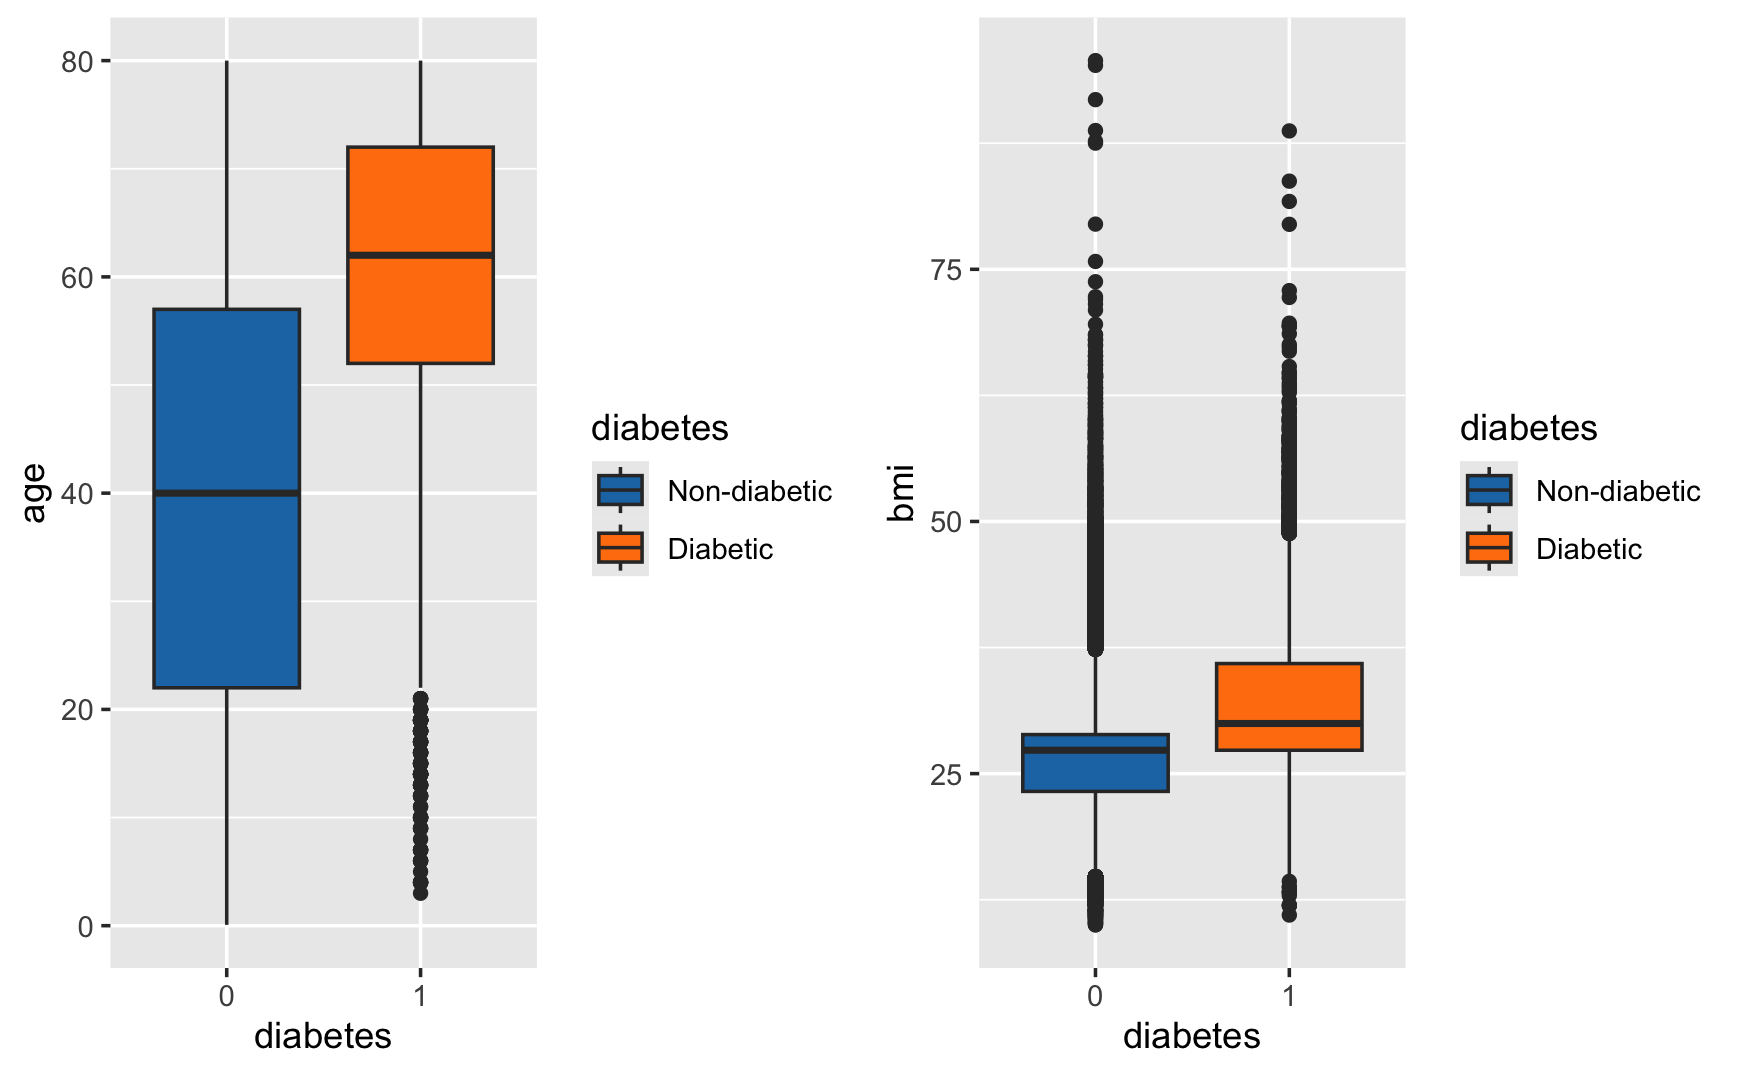 age
80
60
40
20
0
0 1
diabetes
diabetes
Non-diabetic
Diabetic
bmi
75
50
25
0 1
diabetes
diabetes
Non-diabetic
Diabetic